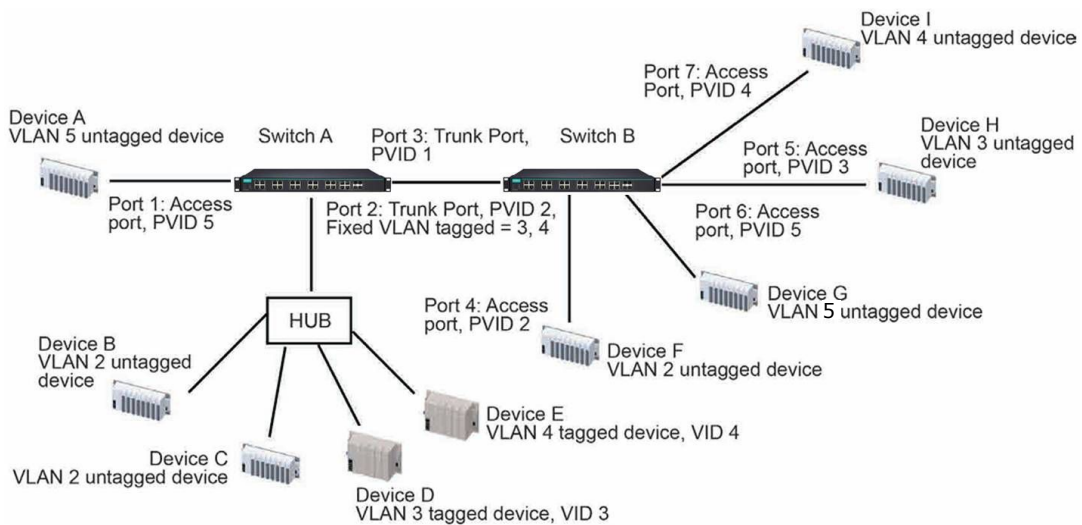 Device I
VLAN 4 untagged device
Port 7: Access
Port, PVID 4
Device A
VLAN 5 untagged device
Switch A
Port 3: Trunk Port,
PVID 1
Switch B
Device H
VLAN 3 untagged
device
Port 5: Access
port, PVID 3
Port 1: Access
port, PVID 5
Port 2: Trunk Port, PVID 2,
Fixed VLAN tagged = 3, 4
Port 6: Access
port, PVID 5
Device G
VLAN 5 untagged device
Port 4: Access
port, PVID 2
HUB
Device F
VLAN 2 untagged device
Device B
VLAN 2 untagged
device
Device E
VLAN 4 tagged device, VID 4
Device C
VLAN 2 untagged device
Device D
VLAN 3 tagged device, VID 3